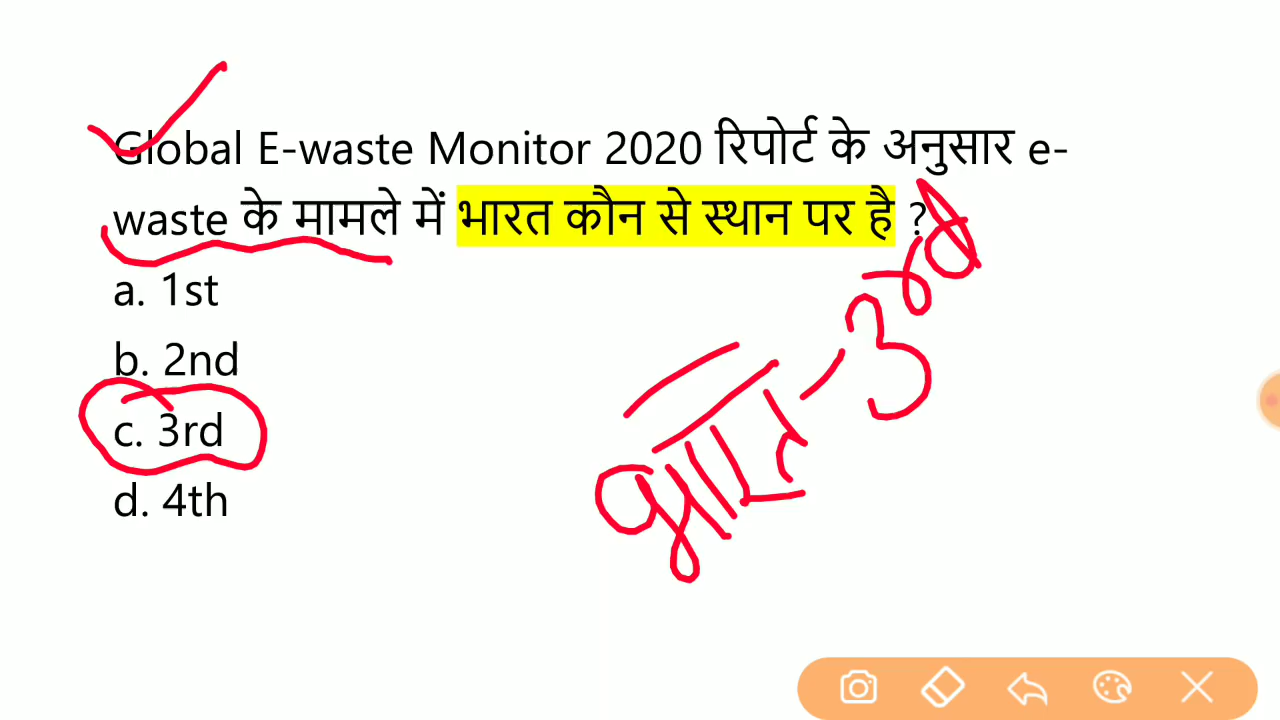 Global E-waste Monitor 2020 रिपोर्ट के अनुसार e-
waste के मामले में भारत कौन से स्थान पर है ?
a. 1st
b. 2nd
c. 3rd
d. 4th
भारत - 3rd